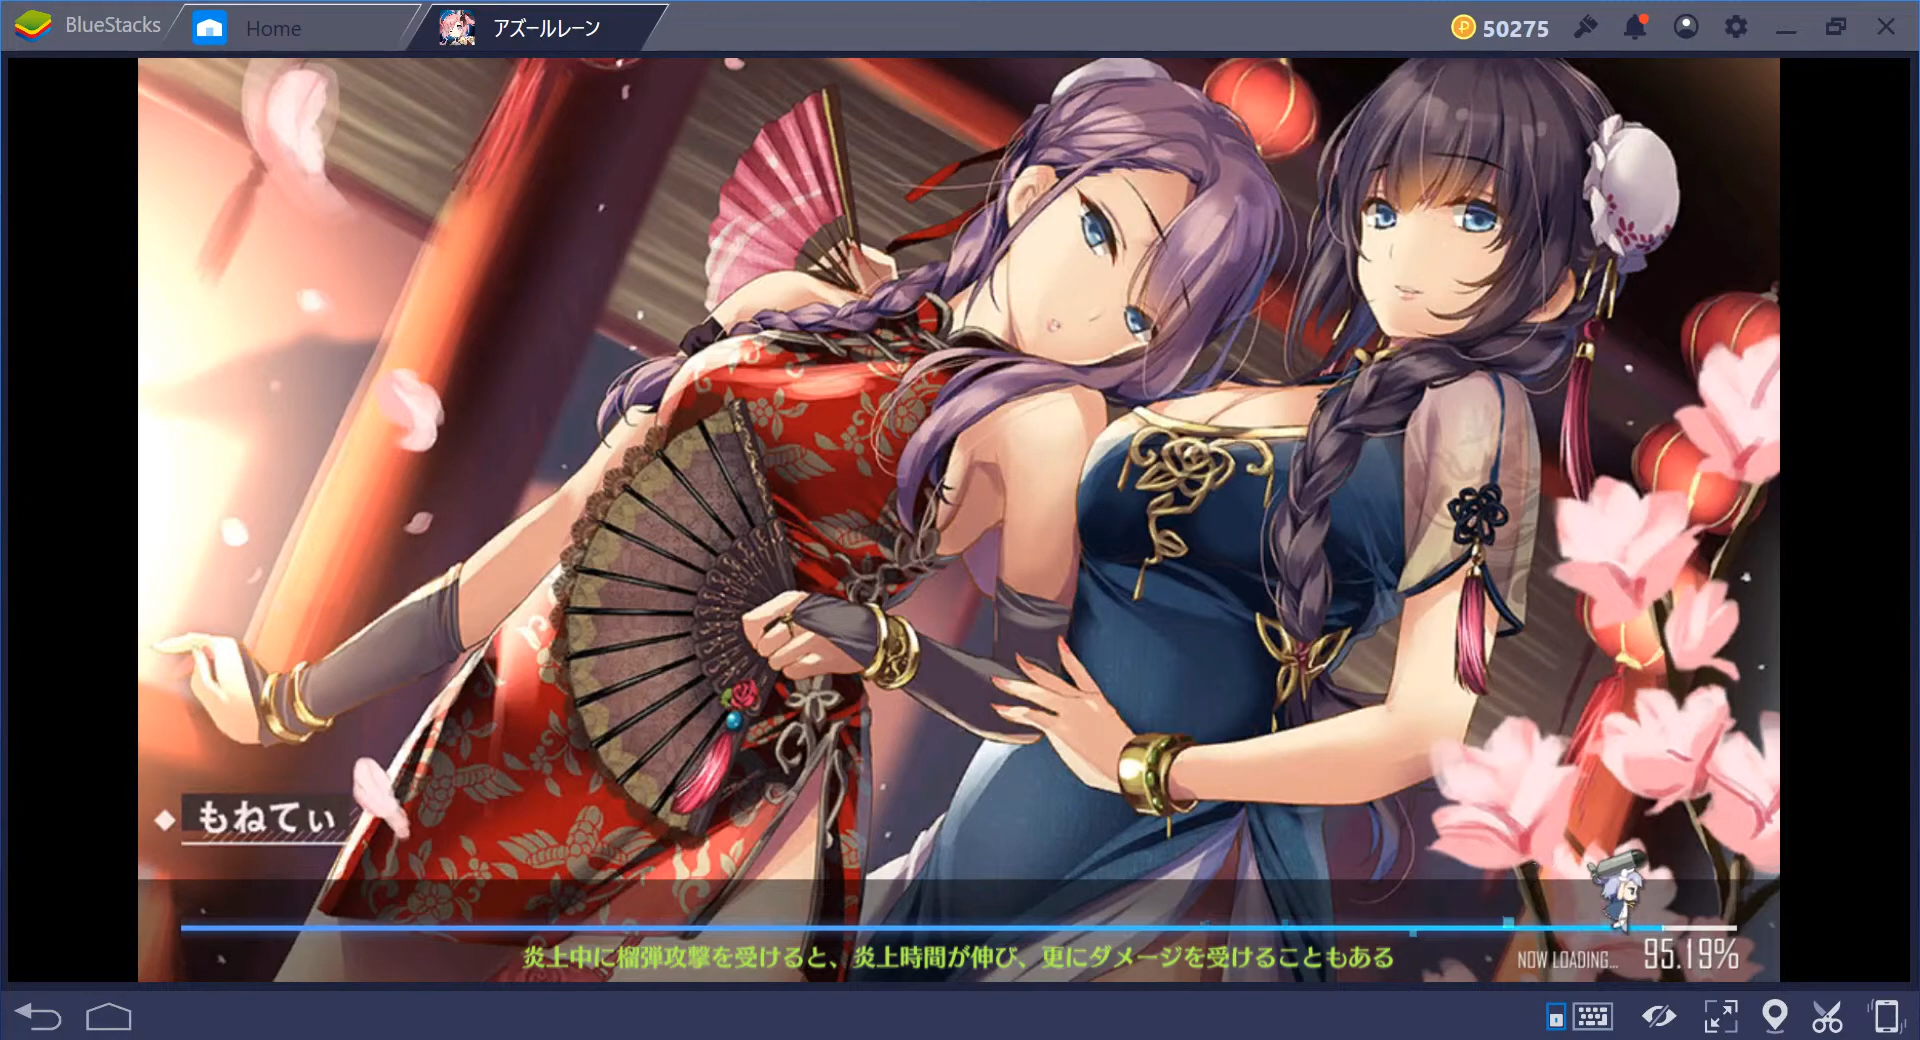 BlueStacks
Home
アズールレーン
50275
もねてぃ
炎上中に榴弾攻撃を受けると、炎上時間が伸び、更にダメージを受けることもある
NOW LOADING... 95.19%